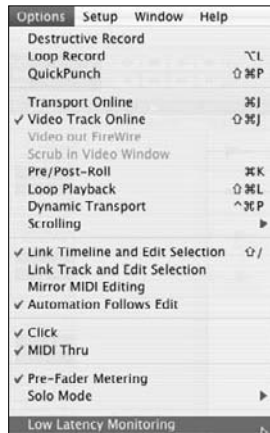 Options Setup Window Help
Destructive Record
Loop Record ⌥L
QuickPunch ⇧⌘P
Transport Online ⌘J
✓ Video Track Online ⇧⌘J
Video out FireWire
Scrub in Video Window
Pre/Post-Roll ⌘K
Loop Playback ⇧⌘L
Dynamic Transport ^⌘P
Scrolling
✓ Link Timeline and Edit Selection ⇧/
Link Track and Edit Selection
Mirror MIDI Editing
✓ Automation Follows Edit
✓ Click
✓ MIDI Thru
✓ Pre-Fader Metering
Solo Mode
Low Latency Monitoring